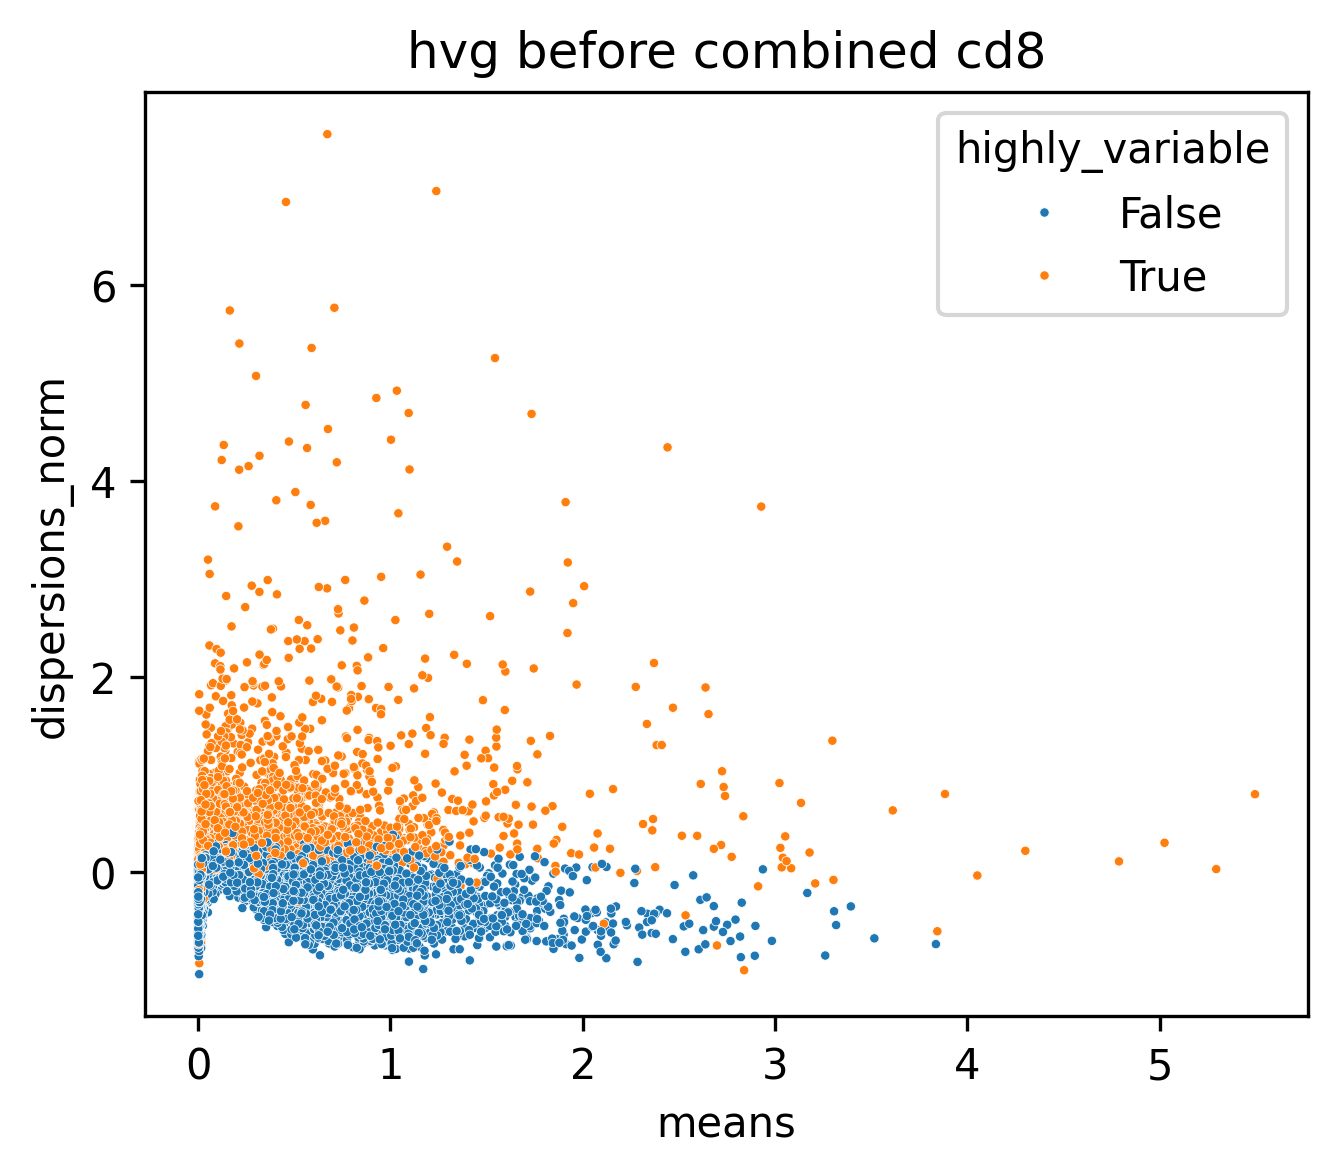 hvg before combined cd8
highly_variable
False
True
dispersions_norm
6
4
2
0
0 1 2 3 4 5
means